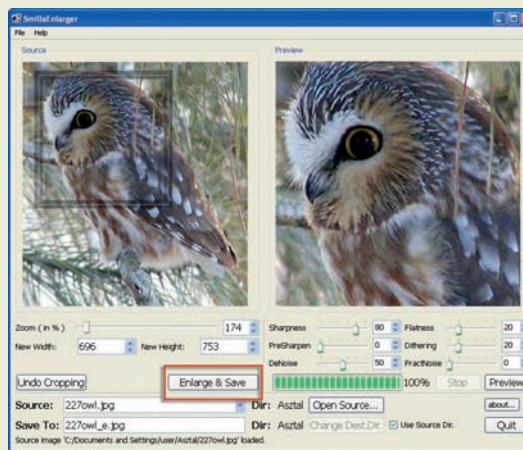 SmillaEnlarger
File Help
Source Preview
Zoom ( in % ) 174
New Width: 696 New Height: 753
Sharpness 80 Flatness 20
PreSharpen 0 Dithering 20
DeNoise 50 FractNoise 0
Undo Cropping Enlarge & Save 100% Stop Preview
Source: 227owl.jpg Dir: Asztal Open Source... about...
Save To: 227owl_e.jpg Dir: Asztal Change Dest.Dir Use Source Dir. Quit
Source image 'C:/Documents and Settings/user/Asztal/227owl.jpg' loaded.